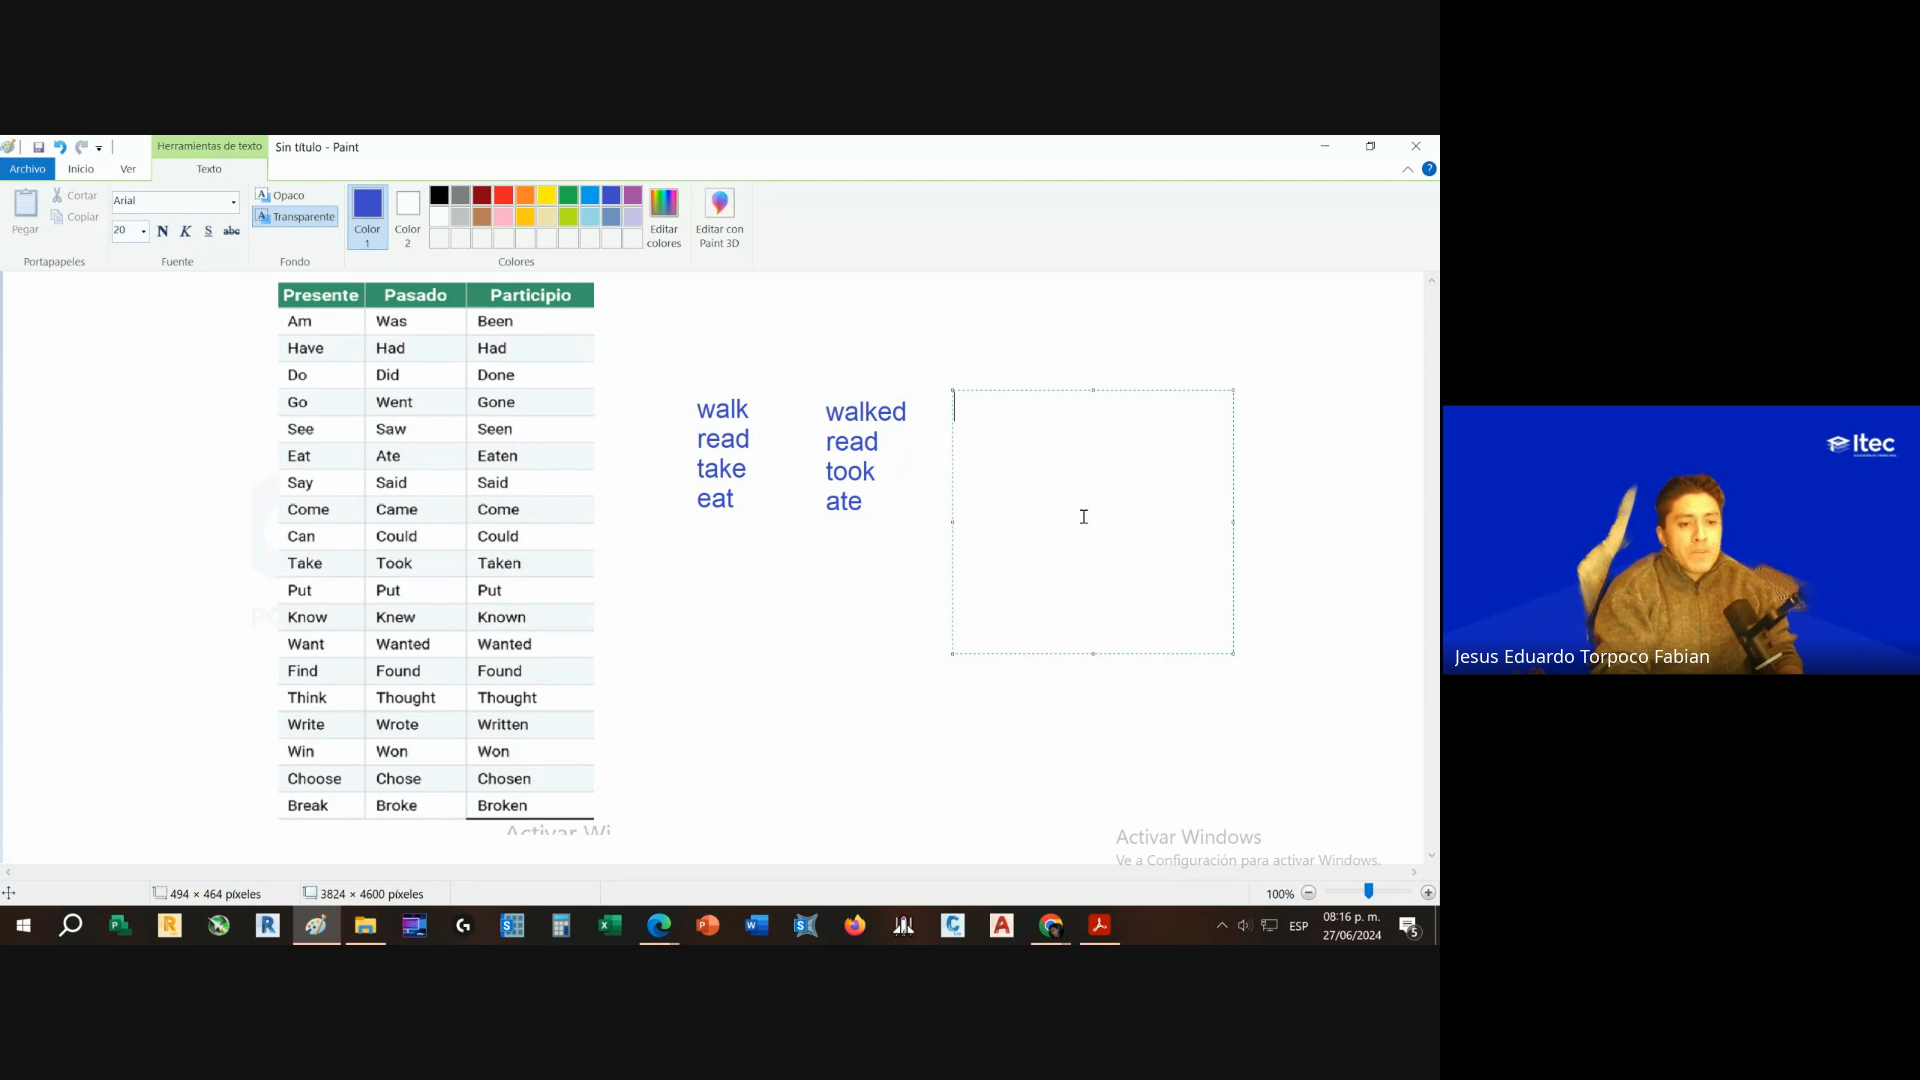 Herramientas de texto
Sin título - Paint
Archivo
Inicio
Ver
Texto
Pegar
Cortar
Copiar
Portapapeles
Arial
20
N K S abc
Fuente
Opaco
Transparente
Fondo
Color 1
Color 2
Editar colores
Editar con Paint 3D
Colores
Presente Pasado Participio
Am Was Been
Have Had Had
Do Did Done
Go Went Gone
See Saw Seen
Eat Ate Eaten
Say Said Said
Come Came Come
Can Could Could
Take Took Taken
Put Put Put
Know Knew Known
Want Wanted Wanted
Find Found Found
Think Thought Thought
Write Wrote Written
Win Won Won
Choose Chose Chosen
Break Broke Broken
Activar Wi
walk
read
take
eat
walked
read
took
ate
Activar Windows
Ve a Configuración para activar Windows.
494 × 464 píxeles
3824 × 4600 píxeles
100%
ESP
08:16 p. m.
27/06/2024
5
Itec
Jesus Eduardo Torpoco Fabian